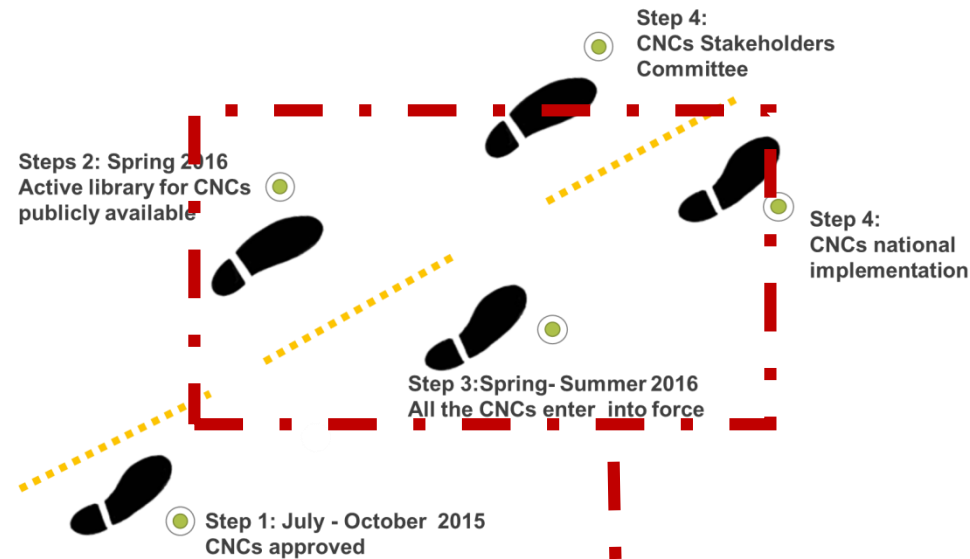 Step 4:
CNCs Stakeholders
Committee
Steps 2: Spring 2016
Active library for CNCs
publicly available
Step 4:
CNCs national
implementation
Step 3:Spring- Summer 2016
All the CNCs enter  into force
Step 1: July - October  2015
CNCs approved